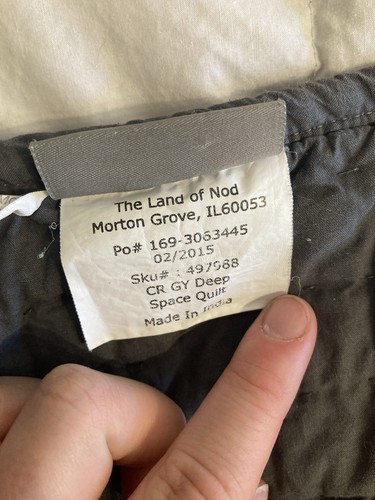 The Land of Nod
Morton Grove, IL60053
Po# 169-3063445
02/2015
Sku# : 497988
CR GY Deep
Space Quilt
Made In India